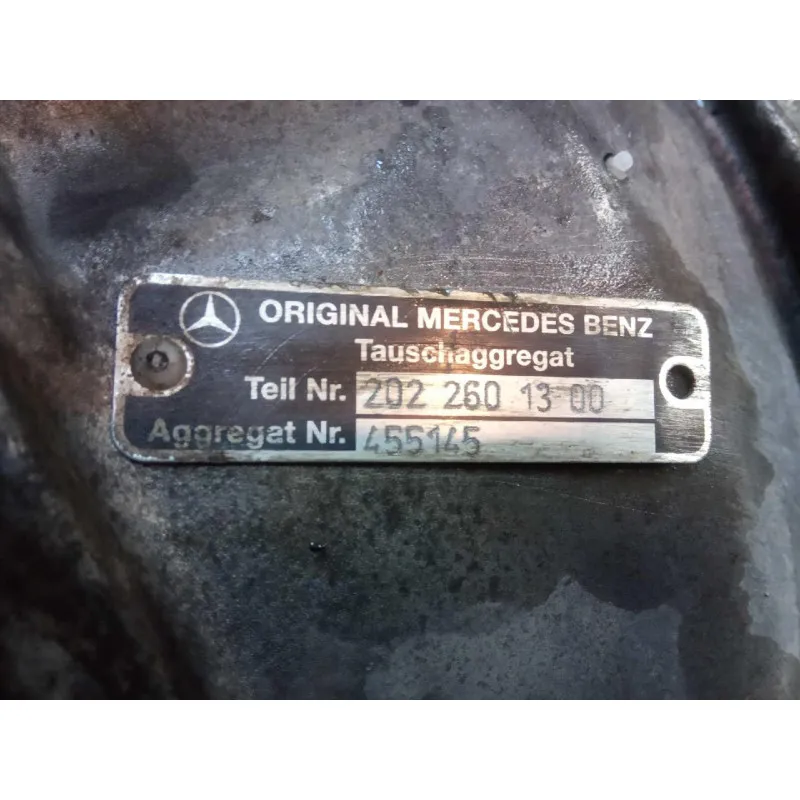 ORIGINAL MERCEDES BENZ
Tauschaggregat
Teil Nr. 202 260 13 00
Aggregat Nr. 455145